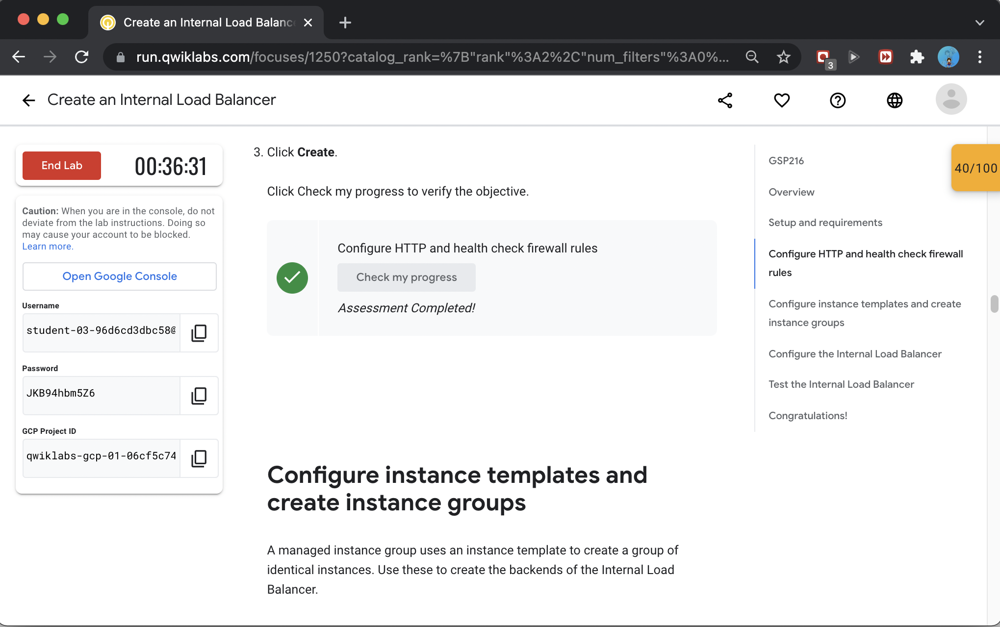 Create an Internal Load Balance
run.qwiklabs.com/focuses/1250?catalog_rank=%7B"rank"%3A2%2C"num_filters"%3A0%...
3
Create an Internal Load Balancer
End Lab
00:36:31
Caution: When you are in the console, do not
deviate from the lab instructions. Doing so
may cause your account to be blocked.
Learn more.
Open Google Console
Username
student-03-96d6cd3dbc58@
Password
JKB94hbm5Z6
GCP Project ID
qwiklabs-gcp-01-06cf5c74
3. Click Create.
Click Check my progress to verify the objective.
Configure HTTP and health check firewall rules
Check my progress
Assessment Completed!
Configure instance templates and
create instance groups
A managed instance group uses an instance template to create a group of
identical instances. Use these to create the backends of the Internal Load
Balancer.
GSP216
Overview
Setup and requirements
Configure HTTP and health check firewall
rules
Configure instance templates and create
instance groups
Configure the Internal Load Balancer
Test the Internal Load Balancer
Congratulations!
40/100